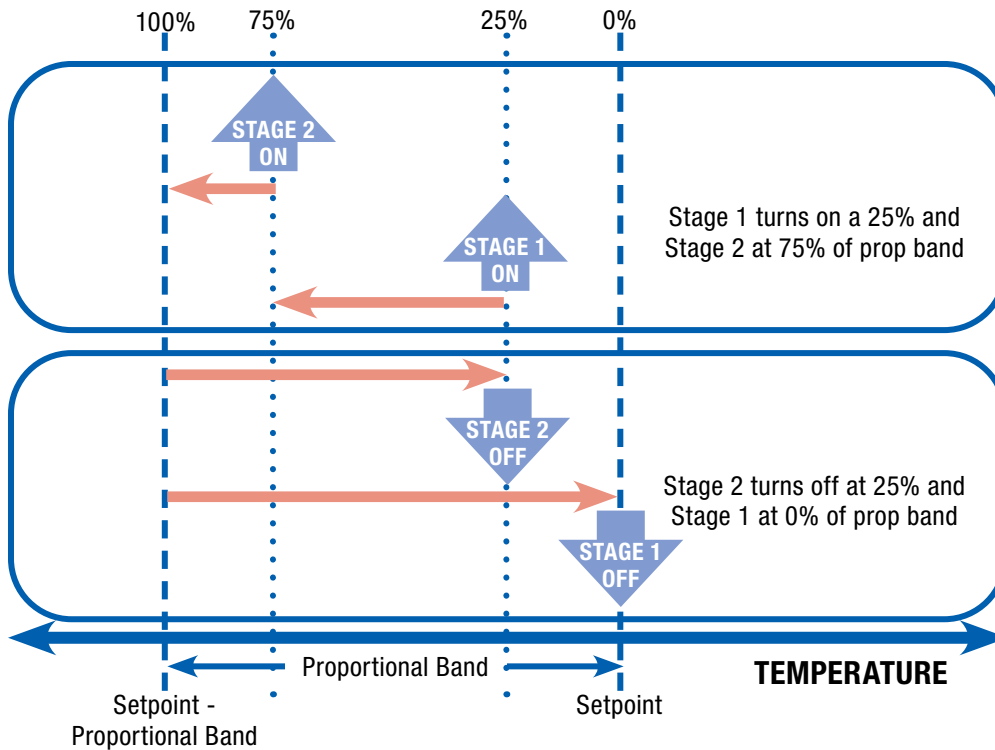 100% 75% 25% 0%
STAGE 2
ON
STAGE 1
ON
Stage 1 turns on a 25% and
Stage 2 at 75% of prop band
STAGE 2
OFF
Stage 2 turns off at 25% and
Stage 1 at 0% of prop band
STAGE 1
OFF
Proportional Band
TEMPERATURE
Setpoint -
Proportional Band
Setpoint